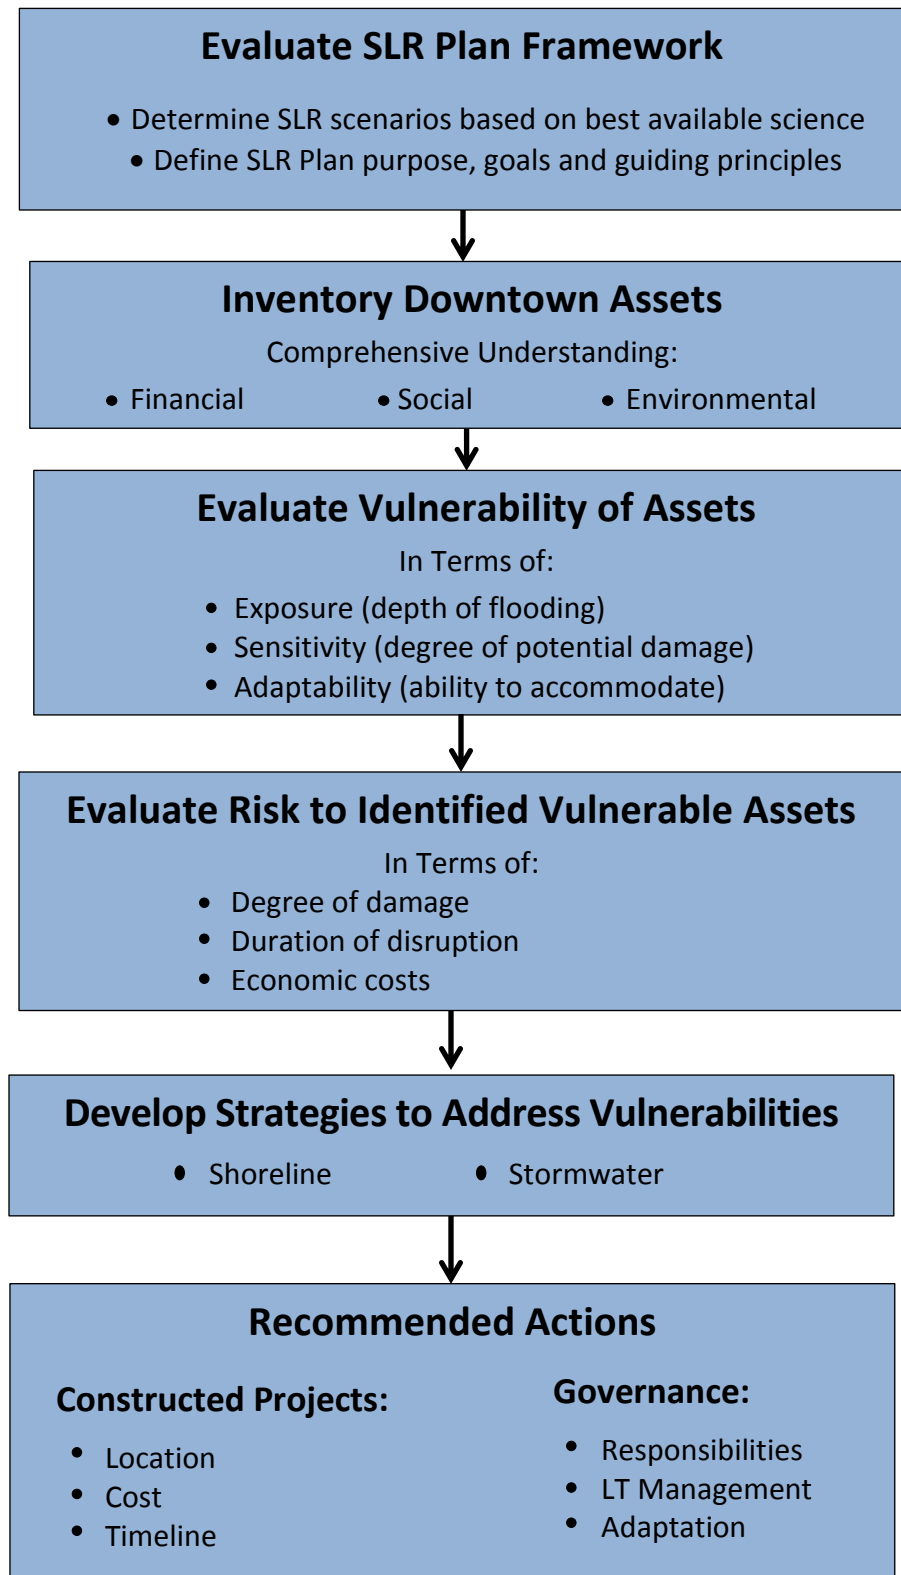 Evaluate SLR Plan Framework
• Determine SLR scenarios based on best available science
• Define SLR Plan purpose, goals and guiding principles
Inventory Downtown Assets
Comprehensive Understanding:
• Financial • Social • Environmental
Evaluate Vulnerability of Assets
In Terms of:
• Exposure (depth of flooding)
• Sensitivity (degree of potential damage)
• Adaptability (ability to accommodate)
Evaluate Risk to Identified Vulnerable Assets
In Terms of:
• Degree of damage
• Duration of disruption
• Economic costs
Develop Strategies to Address Vulnerabilities
• Shoreline • Stormwater
Recommended Actions
Constructed Projects:
• Location
• Cost
• Timeline
Governance:
• Responsibilities
• LT Management
• Adaptation